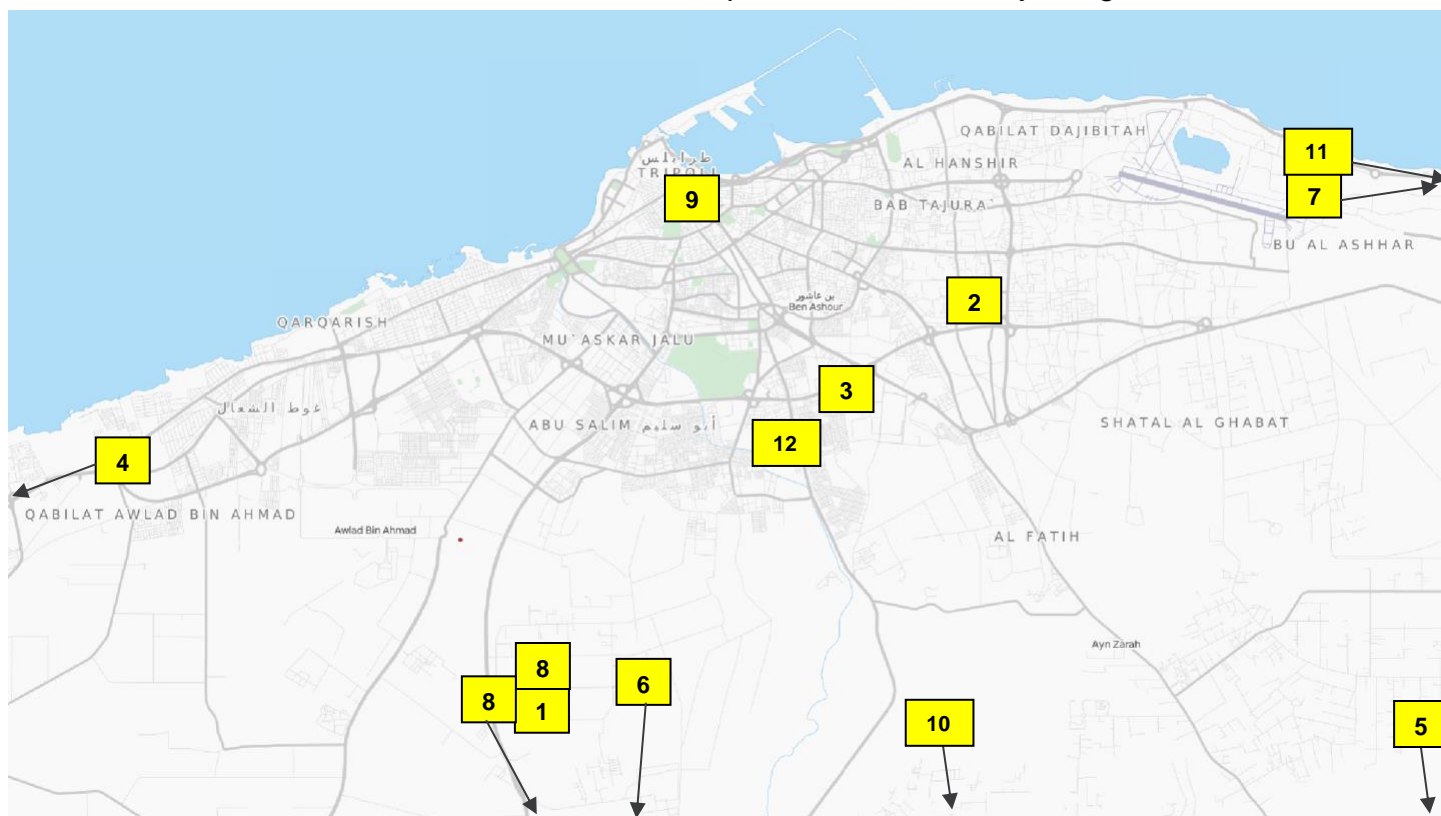 QABILAT DAJIBITAH
AL HANSHIR
11
طرابلس
TRIPOLI
9
7
BAB TAJURA`
BU AL ASHHAR
بن عاشور
Ben Ashour
2
QARQARISH
MU`ASKAR JALU
3
غوط الشعال
ABU SALIM أبو سليم
12
SHATAL AL GHABAT
4
QABILAT AWLAD BIN AHMAD
Awlad Bin Ahmad
AL FATIH
Ayn Zarah
8
6
8
1
10
5